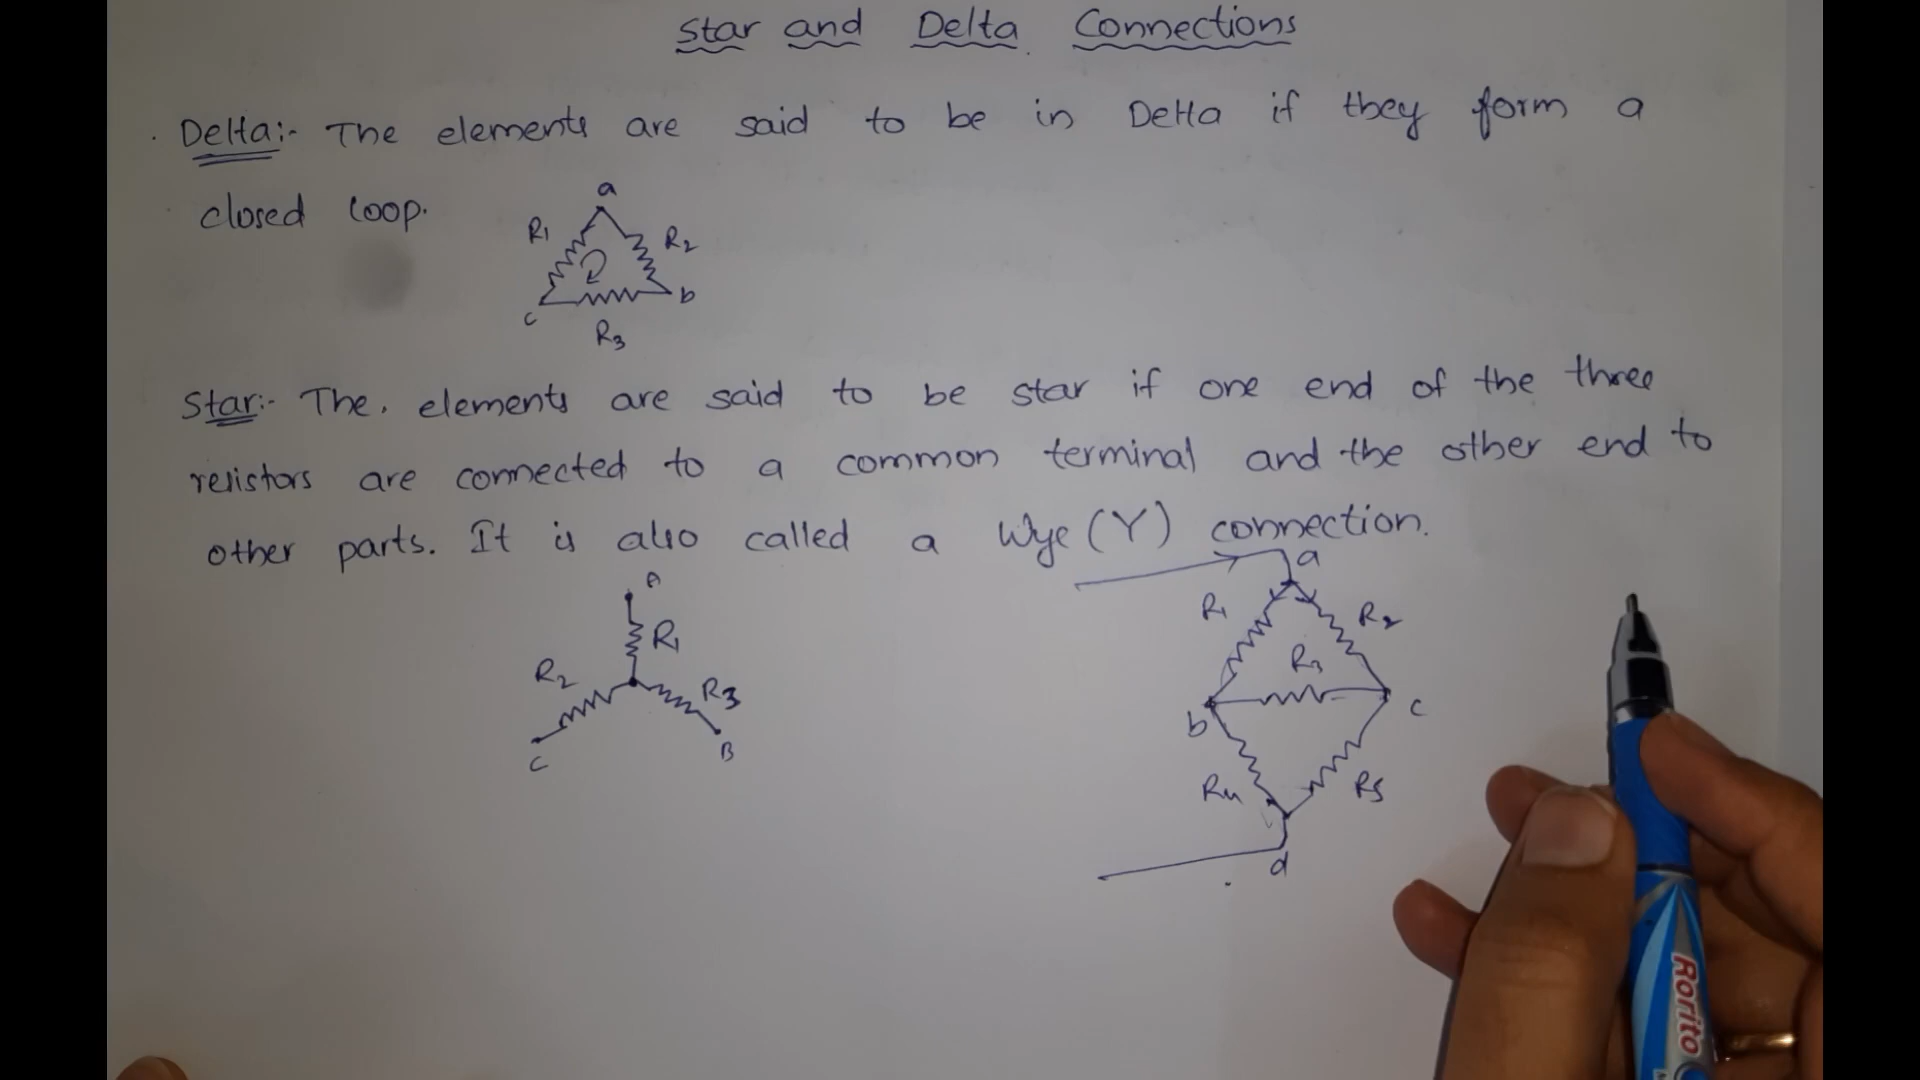 Star and Delta Connections
Delta:- The elements are said to be in Delta if they form a
closed loop.
a
R1
R2
c
b
R3
Star:- The elements are said to be star if one end of the three
resistors are connected to a common terminal and the other end to
other parts. It is also called a Wye (Y) connection.
A
R1
R2
R3
C
B
a
R1
R2
R3
b
c
R4
R5
d
Rorito